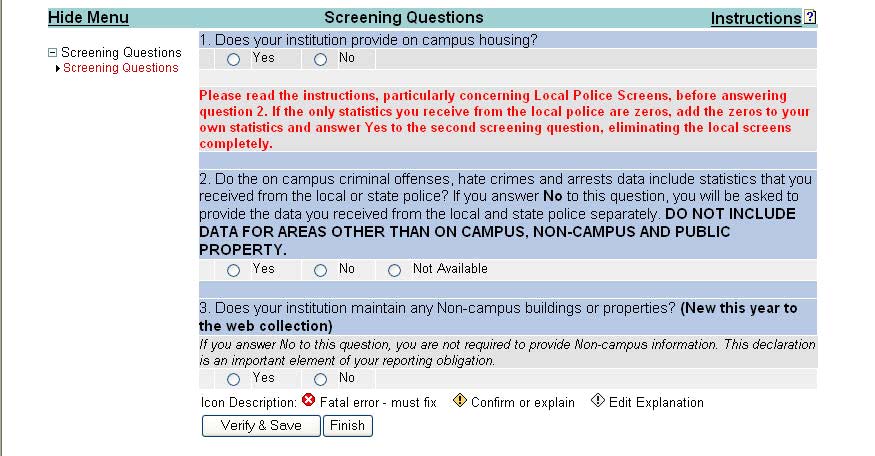 Hide Menu Screening Questions Instructions ?
Screening Questions
Screening Questions
1. Does your institution provide on campus housing?
Yes No
Please read the instructions, particularly concerning Local Police Screens, before answering
question 2. If the only statistics you receive from the local police are zeros, add the zeros to your
own statistics and answer Yes to the second screening question, eliminating the local screens
completely.
2. Do the on campus criminal offenses, hate crimes and arrests data include statistics that you
received from the local or state police? If you answer No to this question, you will be asked to
provide the data you received from the local and state police separately. DO NOT INCLUDE
DATA FOR AREAS OTHER THAN ON CAMPUS, NON-CAMPUS AND PUBLIC
PROPERTY.
Yes No Not Available
3. Does your institution maintain any Non-campus buildings or properties? (New this year to
the web collection)
If you answer No to this question, you are not required to provide Non-campus information. This declaration
is an important element of your reporting obligation.
Yes No
Icon Description: Fatal error - must fix Confirm or explain Edit Explanation
Verify & Save Finish